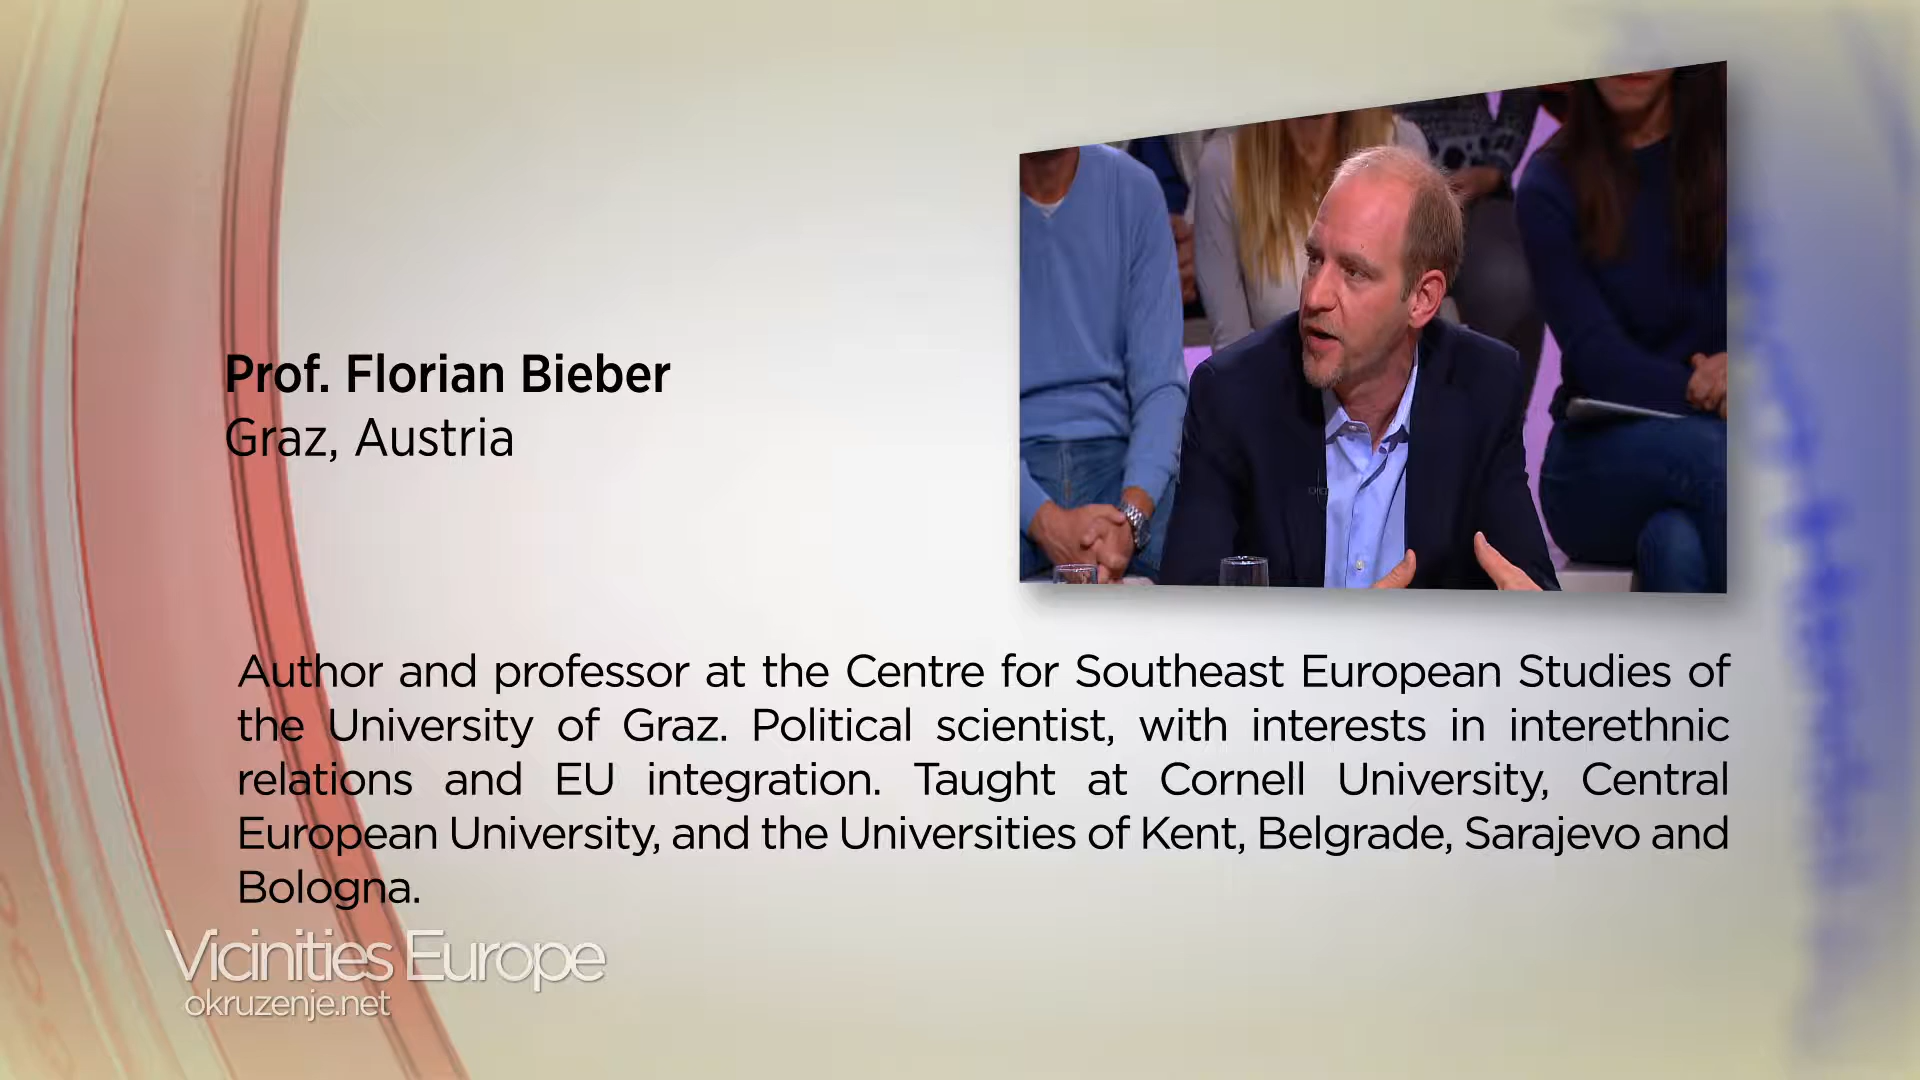 Prof. Florian Bieber
Graz, Austria
Author and professor at the Centre for Southeast European Studies of
the University of Graz. Political scientist, with interests in interethnic
relations and EU integration. Taught at Cornell University, Central
European University, and the Universities of Kent, Belgrade, Sarajevo and
Bologna.
Vicinities Europe
okruzenje.net